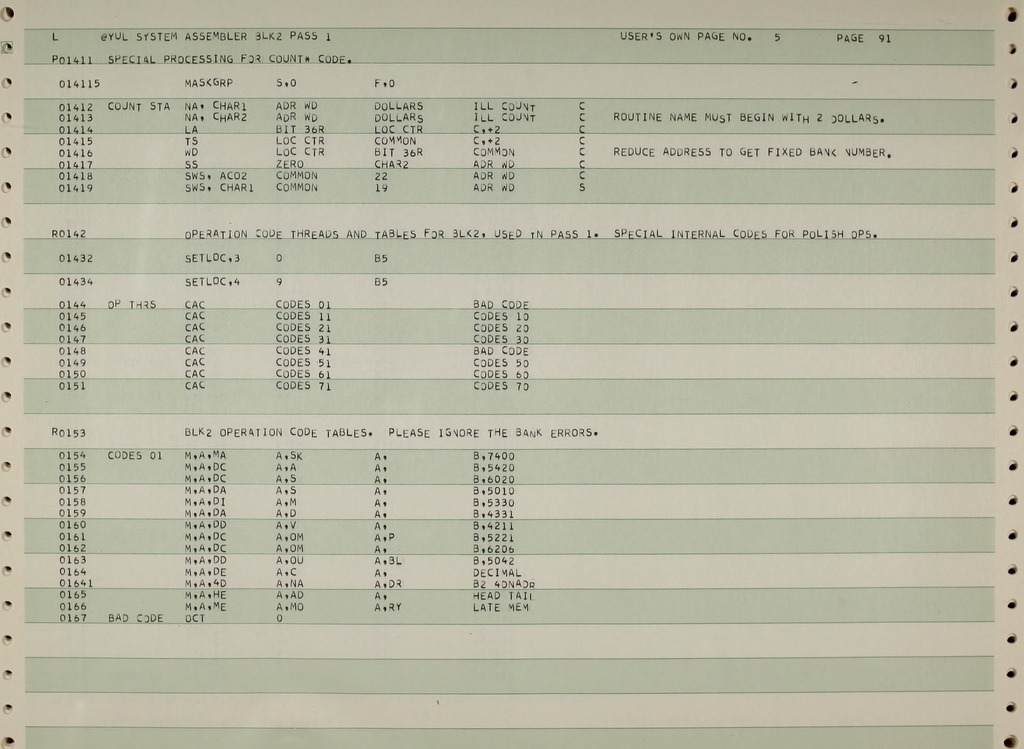 L @YUL SYSTEM ASSEMBLER BLK2 PASS 1 USER'S OWN PAGE NO. 5 PAGE 91
P01411 SPECIAL PROCESSING FOR COUNT* CODE.
014115 MASKGRP S,0 F,0
01412 COUNT STA NA, CHAR1 ADR WD DOLLARS ILL COUNT C
01413 NA, CHAR2 ADR WD DOLLARS ILL COUNT C ROUTINE NAME MUST BEGIN WITH 2 DOLLARS.
01414 LA BIT 36R LOC CTR C,+2 C
01415 TS LOC CTR COMMON C,+2 C
01416 WD LOC CTR BIT 36R COMMON C REDUCE ADDRESS TO GET FIXED BANK NUMBER.
01417 SS ZERO CHAR2 ADR WD C
01418 SWS, AC02 COMMON 22 ADR WD C
01419 SWS, CHAR1 COMMON 19 ADR WD S
R0142 OPERATION CODE THREADS AND TABLES FOR BLK2, USED IN PASS 1. SPECIAL INTERNAL CODES FOR POLISH OPS.
01432 SETLOC,3 0 B5
01434 SETLOC,4 9 B5
0144 OP THRS CAC CODES 01 BAD CODE
0145 CAC CODES 11 CODES 10
0146 CAC CODES 21 CODES 20
0147 CAC CODES 31 CODES 30
0148 CAC CODES 41 BAD CODE
0149 CAC CODES 51 CODES 50
0150 CAC CODES 61 CODES 60
0151 CAC CODES 71 CODES 70
R0153 BLK2 OPERATION CODE TABLES. PLEASE IGNORE THE BANK ERRORS.
0154 CODES 01 M,A,MA A,SK A, B,7400
0155 M,A,DC A,A A, B,5420
0156 M,A,DC A,S A, B,6020
0157 M,A,DA A,S A, B,5010
0158 M,A,DI A,M A, B,5330
0159 M,A,DA A,D A, B,4331
0160 M,A,DD A,V A, B,4211
0161 M,A,DC A,OM A,P B,5221
0162 M,A,DC A,OM A, B,6206
0163 M,A,DD A,OU A,BL B,5042
0164 M,A,DE A,C A, DECIMAL
01641 M,A,4D A,NA A,DR B2 4DNADR
0165 M,A,HE A,AD A, HEAD TAIL
0166 M,A,ME A,MO A,RY LATE MEM
0167 BAD CODE OCT 0